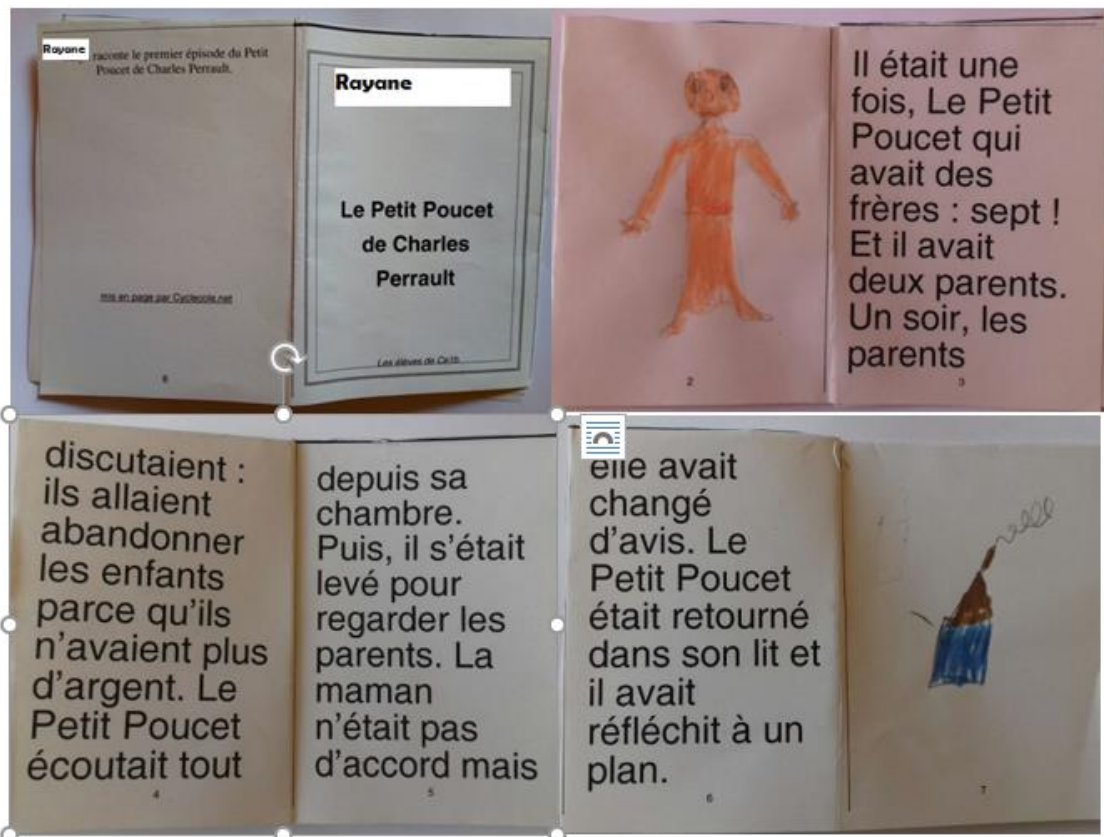 Rayane
raconte le premier épisode du Petit
Poucet de Charles Perrault.
mis en page par Cyclecole.net
8
Rayane
Le Petit Poucet
de Charles
Perrault
Les élèves de Ce1b
2
Il était une
fois, Le Petit
Poucet qui
avait des
frères : sept !
Et il avait
deux parents.
Un soir, les
parents
3
discutaient :
ils allaient
abandonner
les enfants
parce qu'ils
n'avaient plus
d'argent. Le
Petit Poucet
écoutait tout
4
depuis sa
chambre.
Puis, il s'était
levé pour
regarder les
parents. La
maman
n'était pas
d'accord mais
5
elle avait
changé
d'avis. Le
Petit Poucet
était retourné
dans son lit et
il avait
réfléchit à un
plan.
6
7